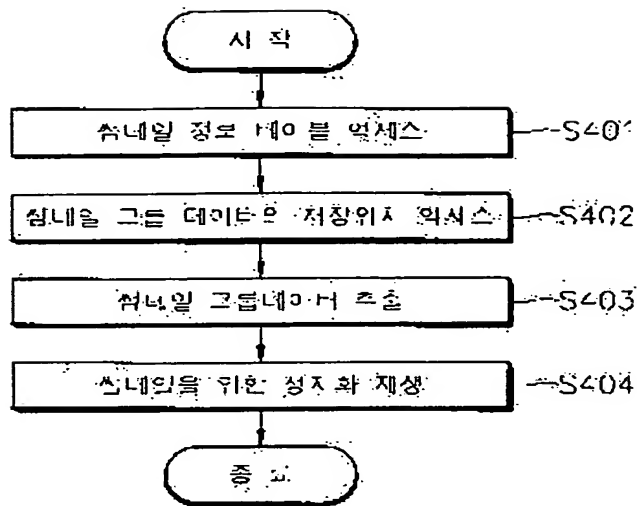 시 작
썸네일 정보 테이블 억세스
S401
썸네일 그룹 데이터의 저장위치 억세스
S402
썸네일 그룹데이터 추출
S403
썸네일을 위한 정지화 재생
S404
종 료